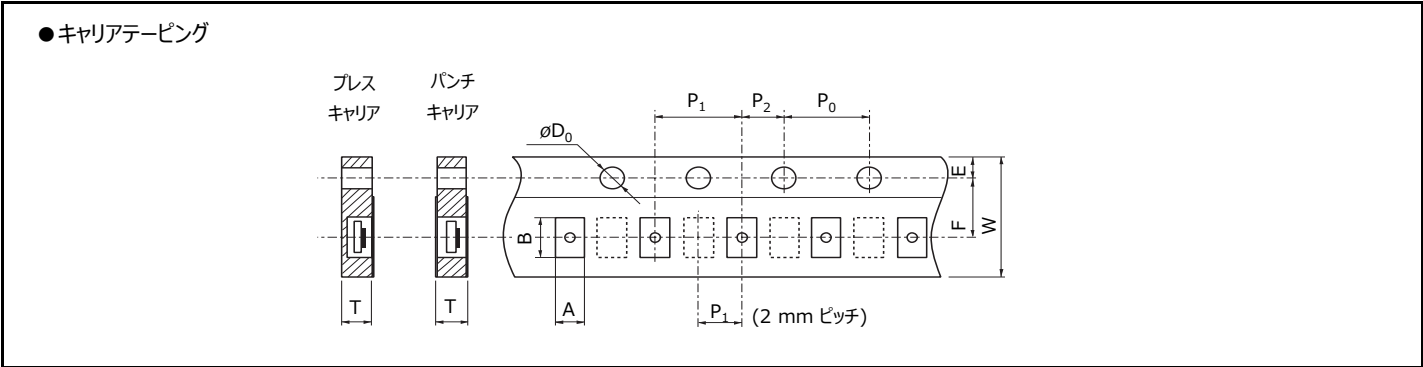 ●キャリアテーピング
プレス
キャリア
パンチ
キャリア
P1 P2 P0
øD0
E
F
W
B
T
T
A
P1 (2 mm ピッチ)